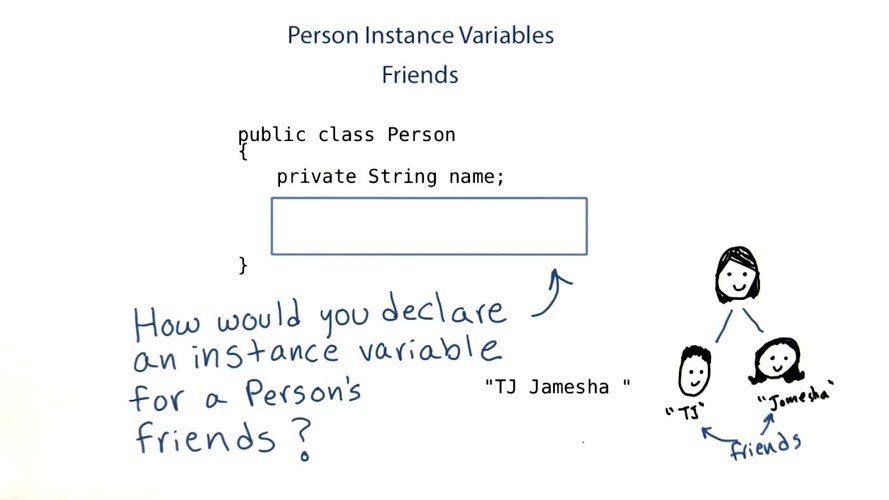 Person Instance Variables
Friends
public class Person
{
private String name;
}
How would you declare
an instance variable
for a Person's
friends?
"TJ Jamesha "
"TJ"
"Jamesha"
friends